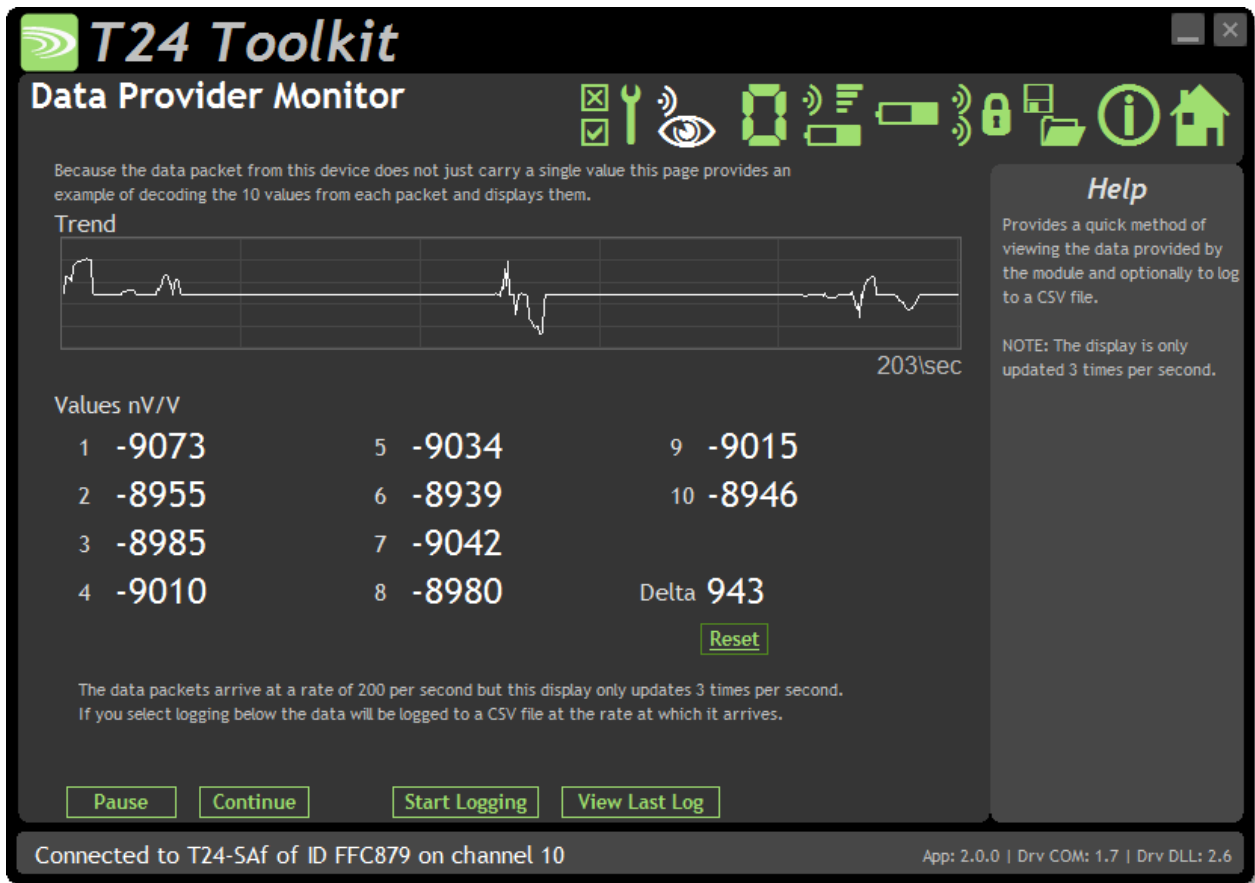 T24 Toolkit
Data Provider Monitor
Because the data packet from this device does not just carry a single value this page provides an
example of decoding the 10 values from each packet and displays them.
Trend
203\sec
Values nV/V
1 -9073 5 -9034 9 -9015
2 -8955 6 -8939 10 -8946
3 -8985 7 -9042
4 -9010 8 -8980 Delta 943
Reset
The data packets arrive at a rate of 200 per second but this display only updates 3 times per second.
If you select logging below the data will be logged to a CSV file at the rate at which it arrives.
Pause Continue Start Logging View Last Log
Help
Provides a quick method of
viewing the data provided by
the module and optionally to log
to a CSV file.
NOTE: The display is only
updated 3 times per second.
Connected to T24-SAf of ID FFC879 on channel 10
App: 2.0.0 | Drv COM: 1.7 | Drv DLL: 2.6